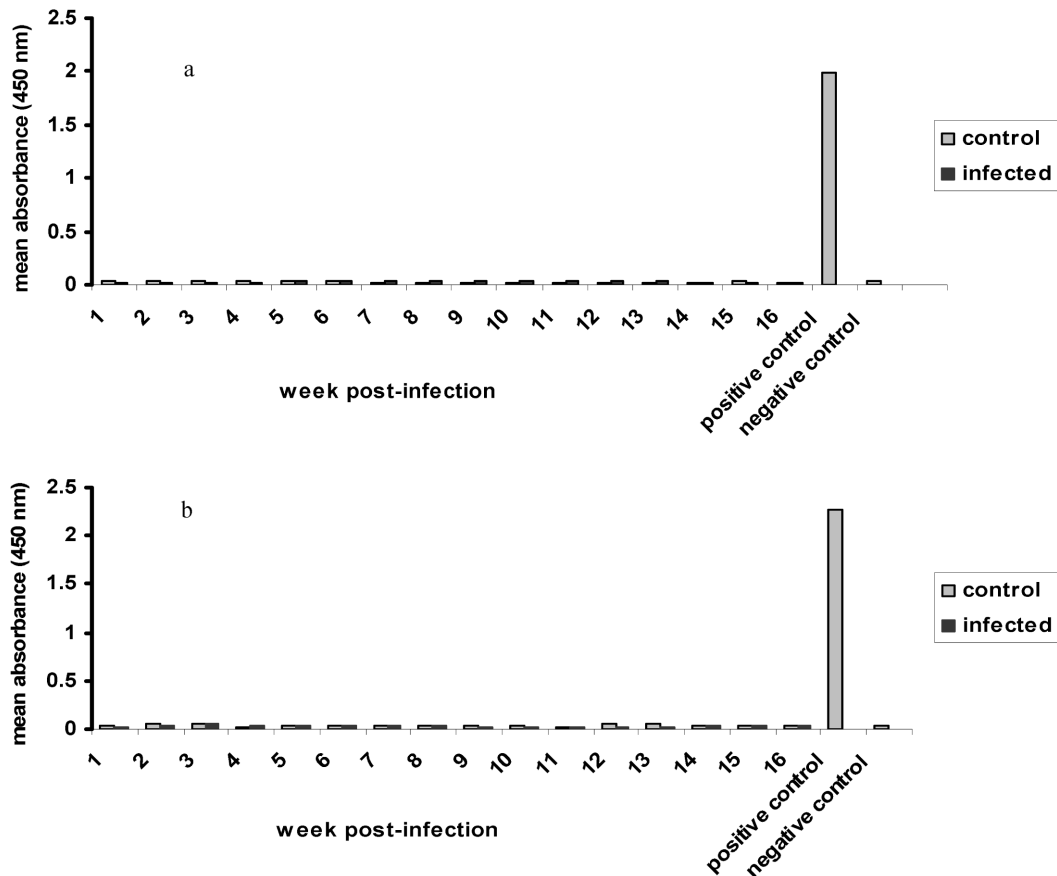 2.5
a
2
1.5
1
0.5
0
mean absorbance (450 nm)
control
infected
1 2 3 4 5 6 7 8 9 10 11 12 13 14 15 16 positive control negative control
week post-infection
2.5
b
2
1.5
1
0.5
0
mean absorbance (450 nm)
control
infected
1 2 3 4 5 6 7 8 9 10 11 12 13 14 15 16 positive control negative control
week post-infection